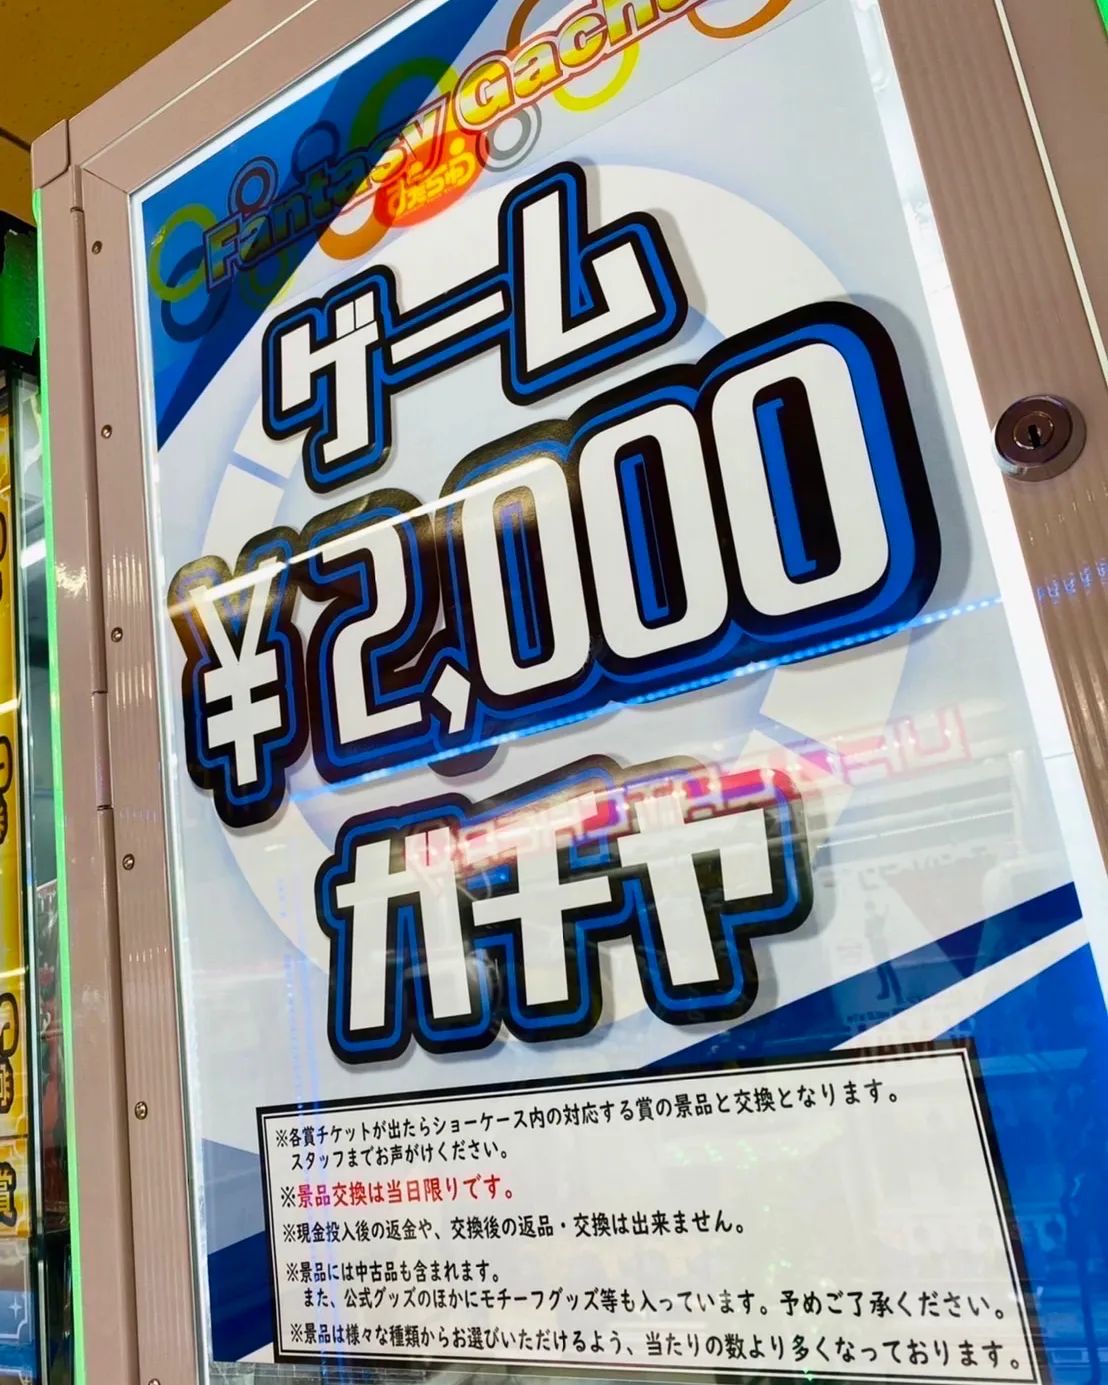 Fantasy Gacha
ふぁちゅう
ゲーム
¥2,000
ガチャ
※各賞チケットが出たらショーケース内の対応する賞の景品と交換となります。
スタッフまでお声がけください。
※景品交換は当日限りです。
※現金投入後の返金や、交換後の返品・交換は出来ません。
※景品には中古品も含まれます。
また、公式グッズのほかにモチーフグッズ等も入っています。予めご了承ください。
※景品は様々な種類からお選びいただけるよう、当たりの数より多くなっております。
賞